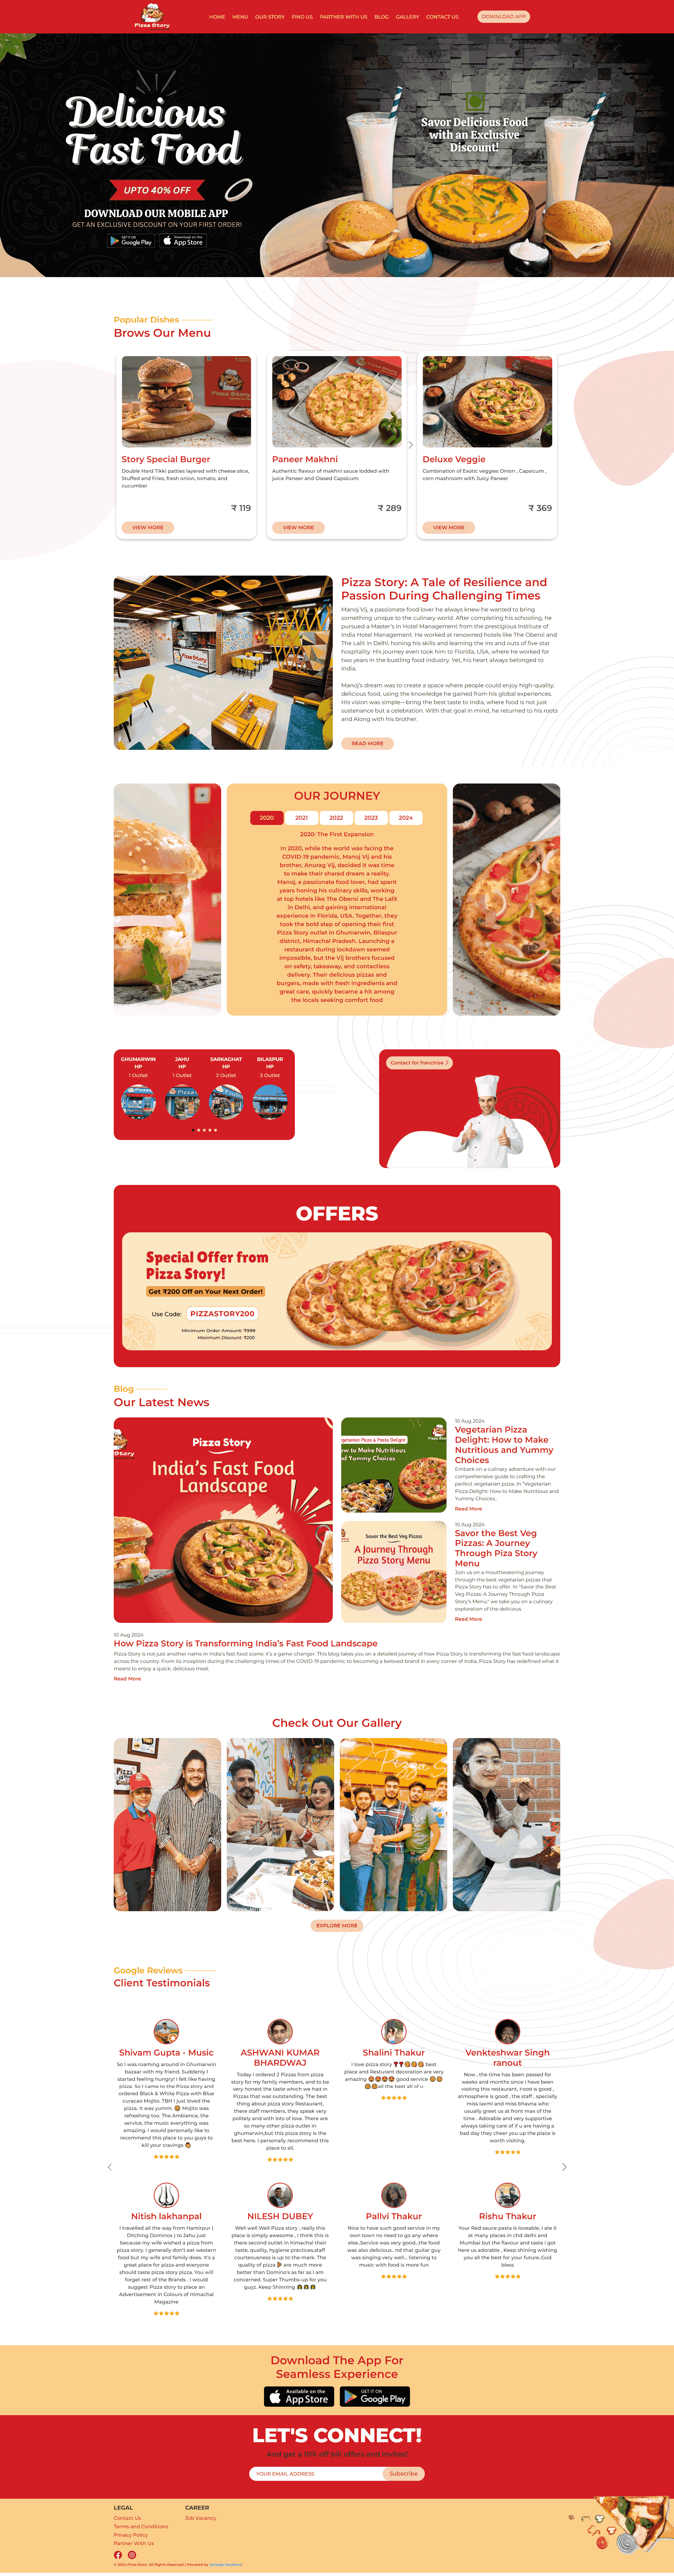 Pizza Story
HOME MENU OUR STORY FIND US PARTNER WITH US BLOG GALLERY CONTACT US DOWNLOAD APP
Delicious
Fast Food
UPTO 40% OFF
DOWNLOAD OUR MOBILE APP
GET AN EXCLUSIVE DISCOUNT ON YOUR FIRST ORDER!
GET IT ON
Google Play
Download on the
App Store
Savor Delicious Food
with an Exclusive
Discount!
Popular Dishes
Brows Our Menu
Story Special Burger
Double Hard Tikki patties layered with cheese slice,
Stuffed and Fries, fresh onion, tomato, and
cucumber
₹ 119
VIEW MORE
Paneer Makhni
Authentic flavour of makhni sauce lodded with
juice Paneer and Glased Capsicum
₹ 289
VIEW MORE
Deluxe Veggie
Combination of Exotic veggies Onion , Capsicum ,
corn mashroom with Juicy Paneer
₹ 369
VIEW MORE
Pizza Story: A Tale of Resilience and
Passion During Challenging Times
Manoj Vij, a passionate food lover he always knew he wanted to bring
something unique to the culinary world. After completing his schooling, he
pursued a Master's in Hotel Management from the prestigious Institute of
India Hotel Management. He worked at renowned hotels like The Oberoi and
The Lalit in Delhi, honing his skills and learning the ins and outs of five-star
hospitality. His journey even took him to Florida, USA, where he worked for
two years in the bustling food industry. Yet, his heart always belonged to
India.
Manoj's dream was to create a space where people could enjoy high-quality,
delicious food, using the knowledge he gained from his global experiences.
His vision was simple—bring the best taste to India, where food is not just
sustenance but a celebration. With that goal in mind, he returned to his roots
and Along with his brother.
READ MORE
OUR JOURNEY
2020 2021 2022 2023 2024
2020: The First Expansion
In 2020, while the world was facing the
COVID-19 pandemic, Manoj Vij and his
brother, Anurag Vij, decided it was time
to make their shared dream a reality.
Manoj, a passionate food lover, had spent
years honing his culinary skills, working
at top hotels like The Oberoi and The Lalit
in Delhi, and gaining international
experience in Florida, USA. Together, they
took the bold step of opening their first
Pizza Story outlet in Ghumarwin, Bilaspur
district, Himachal Pradesh. Launching a
restaurant during lockdown seemed
impossible, but the Vij brothers focused
on safety, takeaway, and contactless
delivery. Their delicious pizzas and
burgers, made with fresh ingredients and
great care, quickly became a hit among
the locals seeking comfort food
GHUMARWIN
HP
1 Outlet
JAHU
HP
1 Outlet
SARKAGHAT
HP
2 Outlet
BILASPUR
HP
3 Outlet
Contact for franchise
OFFERS
Special Offer from
Pizza Story!
Get ₹200 Off on Your Next Order!
Use Code: PIZZASTORY200
Minimum Order Amount: ₹999
Maximum Discount: ₹200
Blog
Our Latest News
Pizza Story
India's Fast Food
Landscape
10 Aug 2024
How Pizza Story is Transforming India's Fast Food Landscape
Pizza Story is not just another name in India's fast food scene; it's a game-changer. This blog takes you on a detailed journey of how Pizza Story is transforming the fast food landscape
across the country. From its inception during the challenging times of the COVID-19 pandemic to becoming a beloved brand in every corner of India, Pizza Story has redefined what it
means to enjoy a quick, delicious meal.
Read More
Vegetarian Pizza & Pasta Delight
How to Make Nutritious
and Yummy Choices
10 Aug 2024
Vegetarian Pizza
Delight: How to Make
Nutritious and Yummy
Choices
Embark on a culinary adventure with our
comprehensive guide to crafting the
perfect vegetarian pizza. In "Vegetarian
Pizza Delight: How to Make Nutritious and
Yummy Choices.
Read More
Savor the Best Veg Pizzas
A Journey Through
Pizza Story Menu
10 Aug 2024
Savor the Best Veg
Pizzas: A Journey
Through Piza Story
Menu
Join us on a mouthwatering journey
through the best vegetarian pizzas that
Pizza Story has to offer. In "Savor the Best
Veg Pizzas: A Journey Through Pizza
Story's Menu," we take you on a culinary
exploration of the delicious
Read More
Check Out Our Gallery
EXPLORE MORE
Google Reviews
Client Testimonials
Shivam Gupta - Music
So I was roaming around in Ghumarwin
bazaar with my friend, Suddenly I
started feeling hungry! I felt like having
pizza. So I came to the Pizza story and
ordered Black & White Pizza with Blue
curacao Mojito. TBH I just loved the
pizza. It was yumm. 😋 Mojito was
refreshing too. The Ambience, the
service, the music everything was
amazing. I would personally like to
recommend this place to you guys to
kill your cravings
ASHWANI KUMAR
BHARDWAJ
Today i ordered 2 Pizzas from pizza
story for my family members, and to be
very honest the taste which we had in
Pizzas that was outstanding. The best
thing about pizza story Restaurant,
there staff members, they speak very
politely and with lots of love. There are
so many other pizza outlet in
ghumarwin,but this pizza story is the
best here. I personally recommend this
place to all.
Shalini Thakur
I love pizza story best
place and Resturant decoration are very
amazing good service
all the best all of u
Venkteshwar Singh
ranout
Now , the time has been passed for
weeks and months since I have been
visiting this restaurant, Food is good ,
atmosphere is good , the staff , specially
miss laxmi and miss bhanna who
usually greet us at front most of the
time . Adorable and very supportive
always taking care of if u are having a
bad day they cheer you up the place is
worth visiting.
Nitish lakhanpal
I travelled all the way from Hamirpur (
Ditching Dominos ) to Jahu just
because my wife wished a pizza from
pizza story. I generally don't eat western
food but my wife and family does. It's a
great place for pizza and everyone
should taste pizza story pizza. You will
forget rest of the Brands . I would
suggest Pizza story to place an
Advertisement in Colours of Himachal
Magazine
NILESH DUBEY
Well well Well Pizza story , really this
place is simply awesome , I think this is
there second outlet in himachal their
taste, quality, hygiene practices,staff
courteousness is up to the mark. The
quality of pizza 🍕 are much more
better than Domino's as far as I am
concerned. Super Thumbs-up for you
guyz. Keep Shinning
Pallvi Thakur
Nice to have such good service in my
own town no need to go any where
else..Service was very good...the food
was also delicious.. nd that guitar guy
was singing very well... listening to
music with food is more fun
Rishu Thakur
Your Red sauce pasta is loveable, I ate it
at many places in chd delhi and
Mumbai but the flavour and taste I got
here us adorable , Keep shining wishing
you all the best for your future..God
bless
Download The App For
Seamless Experience
Available on the
App Store
GET IT ON
Google Play
LET'S CONNECT!
And get a 10% off bill offers and invites!
YOUR EMAIL ADDRESS Subscribe
LEGAL
Contact Us
Terms and Conditions
Privacy Policy
Partner With Us
CAREER
Job Vacancy